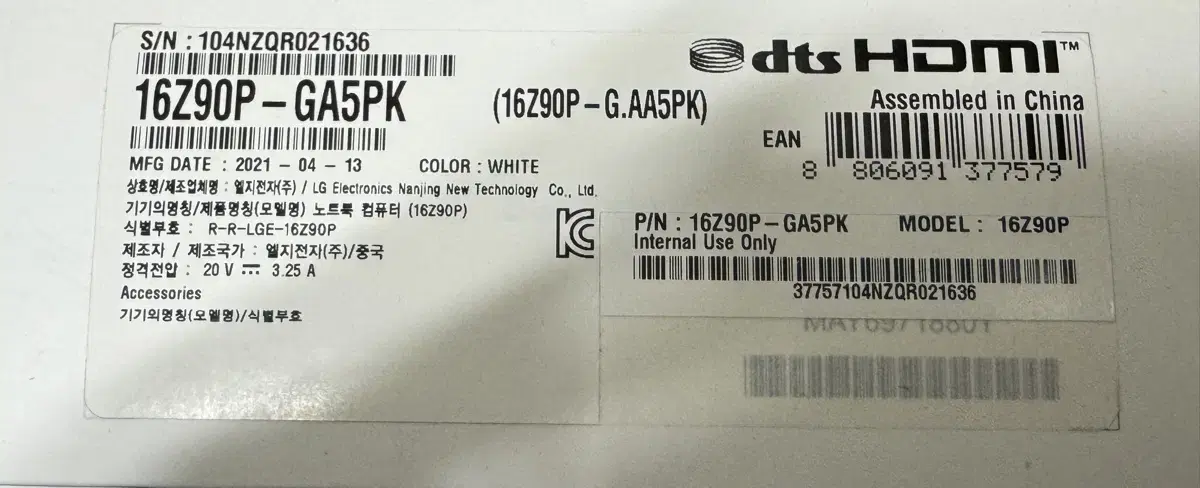 S/N : 104NZQR021636
dts HDMI™
16Z90P – GA5PK (16Z90P – G.AA5PK)
Assembled in China
EAN
8 806091 377579
MFG DATE : 2021 – 04 – 13 COLOR : WHITE
상호명/제조업체명 : 엘지전자(주) / LG Electronics Nanjing New Technology Co., Ltd.
기기의명칭/제품명칭(모델명) 노트북 컴퓨터 (16Z90P)
식별부호 : R-R-LGE-16Z90P
제조자 / 제조국가 : 엘지전자(주)/중국
정격전압 : 20 V ⎓ 3.25 A
Accessories
기기의명칭(모델명)/식별부호
P/N : 16Z90P – GA5PK MODEL : 16Z90P
Internal Use Only
37757104NZQR021636